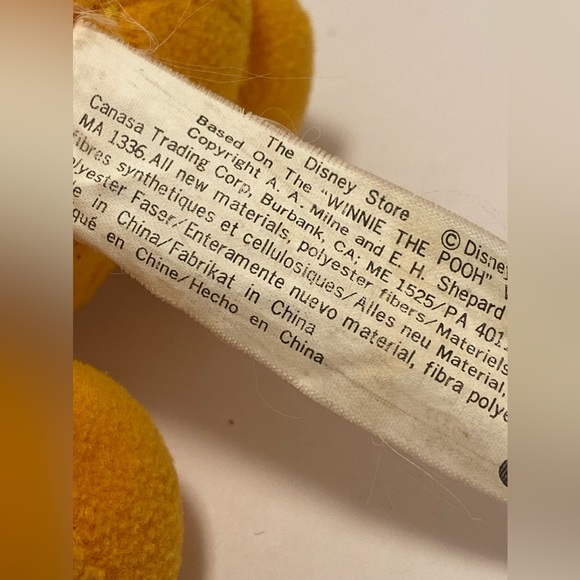 The Disney Store © Disney
Based On The "WINNIE THE POOH"
Copyright A. A. Milne and E. H. Shepard
Canasa Trading Corp. Burbank, CA; ME 1525/PA 401
MA 1336. All new materials, polyester fibers/Materiels
fibres synthetiques et cellulosiques/Alles neu Material,
olyester Faser/Enteramente nuevo material, fibra polye
e in China/Fabrikat in China
qué en Chine/Hecho en China